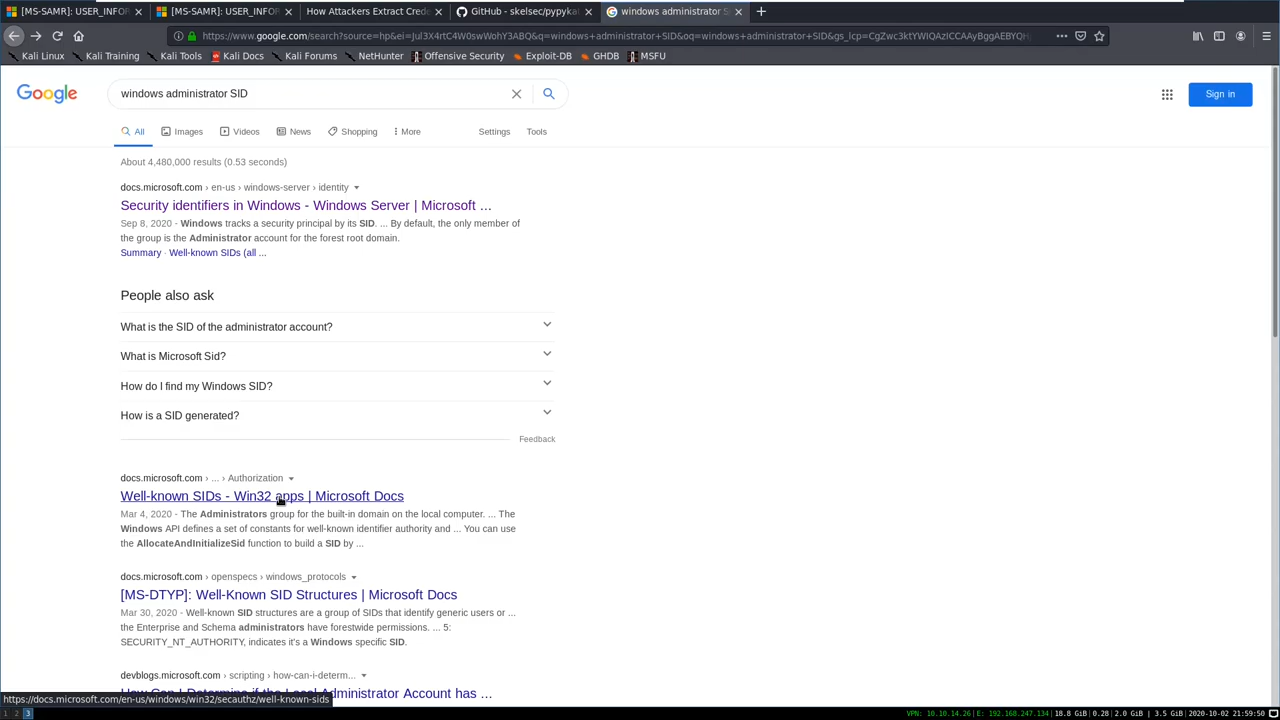 [MS-SAMR]: USER_INFOR
[MS-SAMR]: USER_INFOR
How Attackers Extract Crede
GitHub - skelsec/pypykat
windows administrator S
https://www.google.com/search?source=hp&ei=
Kali Linux
Kali Training
Kali Tools
Kali Docs
Kali Forums
NetHunter
Offensive Security
Exploit-DB
GHDB
MSFU
Google
windows administrator SID
Sign in
All
Images
Videos
News
Shopping
More
Settings
Tools
About 4,480,000 results (0.53 seconds)
docs.microsoft.com › en-us › windows-server › identity
Security identifiers in Windows - Windows Server | Microsoft ...
Sep 8, 2020 - Windows tracks a security principal by its SID. ... By default, the only member of
the group is the Administrator account for the forest root domain.
Summary · Well-known SIDs (all ...
People also ask
What is the SID of the administrator account?
What is Microsoft Sid?
How do I find my Windows SID?
How is a SID generated?
Feedback
docs.microsoft.com › ... › Authorization
Well-known SIDs - Win32 apps | Microsoft Docs
Mar 4, 2020 - The Administrators group for the built-in domain on the local computer. ... The
Windows API defines a set of constants for well-known identifier authority and ... You can use
the AllocateAndInitializeSid function to build a SID by ...
docs.microsoft.com › openspecs › windows_protocols
[MS-DTYP]: Well-Known SID Structures | Microsoft Docs
Mar 30, 2020 - Well-known SID structures are a group of SIDs that identify generic users or ...
the Enterprise and Schema administrators have forestwide permissions. ... 5:
SECURITY_NT_AUTHORITY, indicates it's a Windows specific SID.
devblogs.microsoft.com › scripting › how-can-i-determ...
How Can I Determine if the Local Administrator Account has ...
https://docs.microsoft.com/en-us/windows/win32/secauthz/well-known-sids
1 2 3
VPN: 10.10.14.26 | E: 192.168.247.134 | 18.8 GiB | 0.28 | 2.0 GiB | 3.5 GiB | 2020-10-02 21:59:50